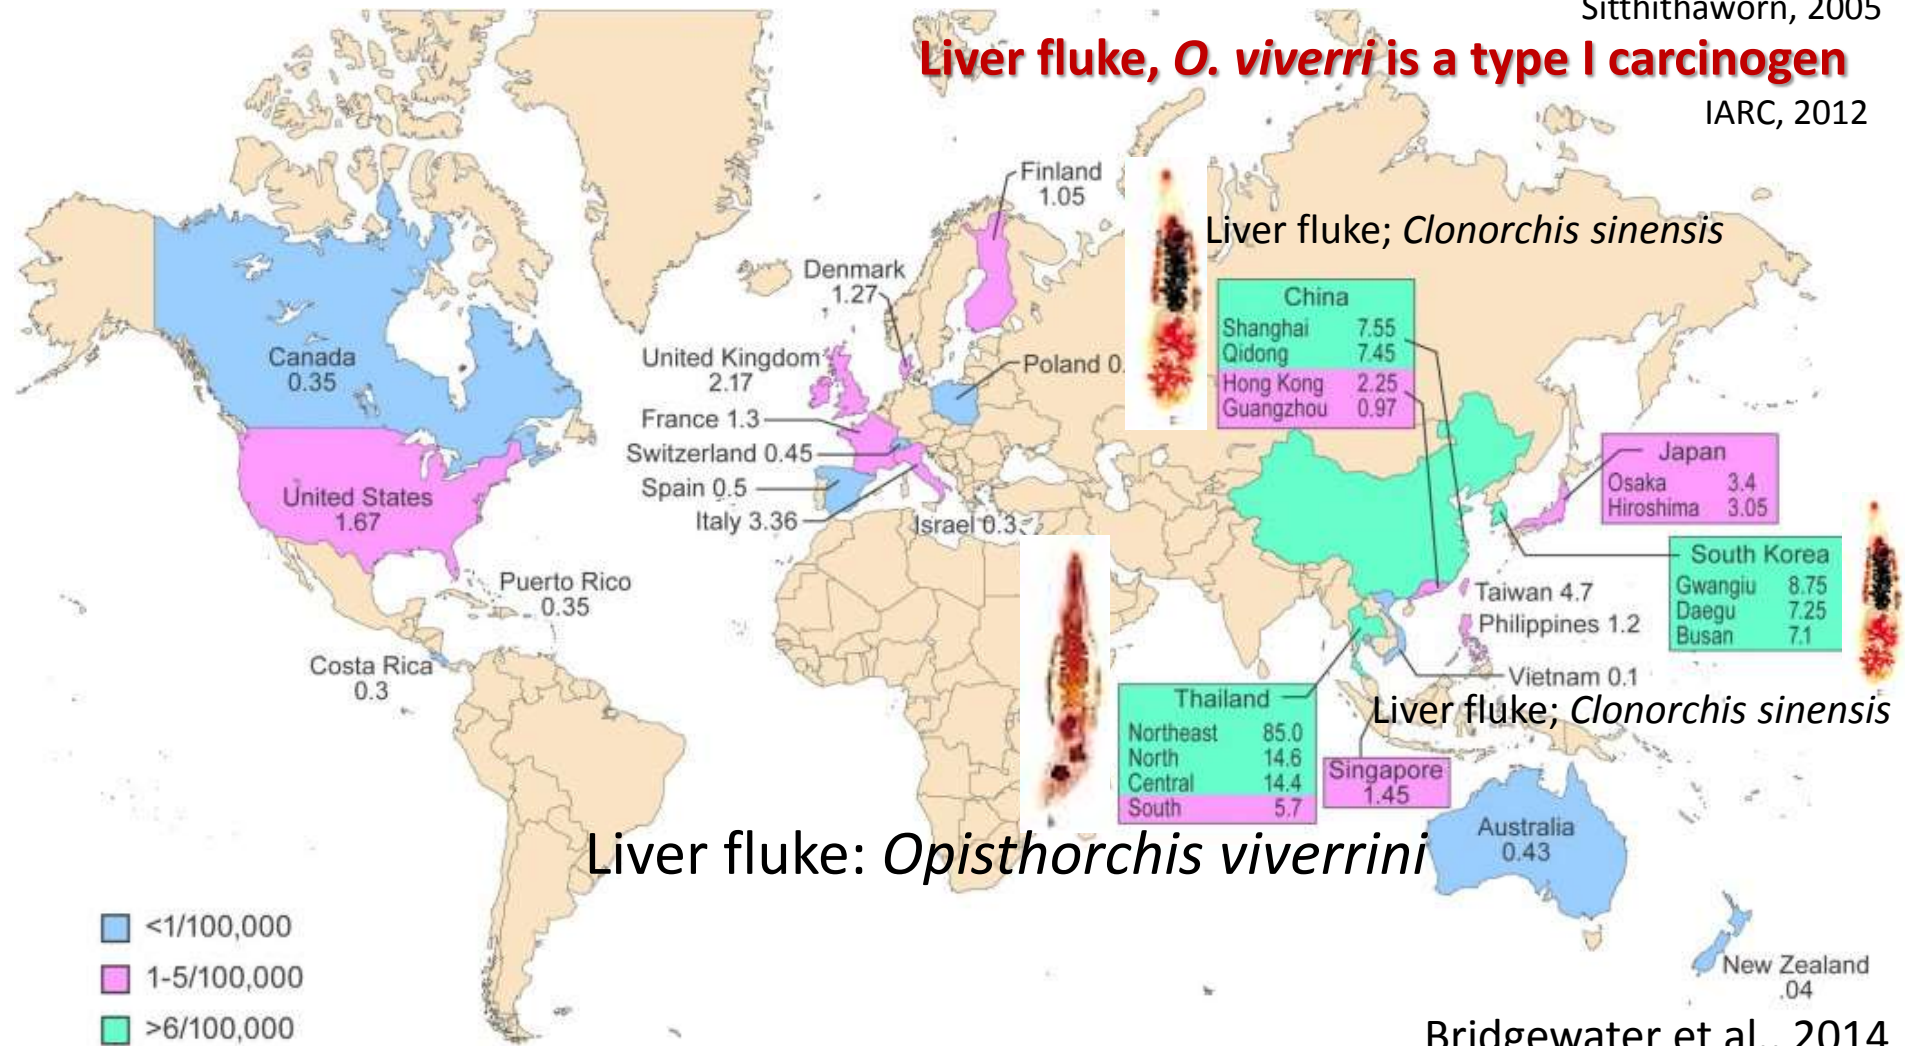 Sitthithaworn, 2005
Liver fluke, O. viverri is a type I carcinogen
IARC, 2012
Finland
1.05
Liver fluke; Clonorchis sinensis
Denmark
1.27
China
Shanghai 7.55
Qidong 7.45
Hong Kong 2.25
Guangzhou 0.97
Canada
0.35
United Kingdom
2.17
Poland 0.
France 1.3
Switzerland 0.45
Spain 0.5
Italy 3.36
Israel 0.3
United States
1.67
Japan
Osaka 3.4
Hiroshima 3.05
South Korea
Gwangiu 8.75
Daegu 7.25
Busan 7.1
Puerto Rico
0.35
Taiwan 4.7
Philippines 1.2
Costa Rica
0.3
Vietnam 0.1
Liver fluke; Clonorchis sinensis
Thailand
Northeast 85.0
North 14.6
Central 14.4
South 5.7
Singapore
1.45
Australia
0.43
Liver fluke: Opisthorchis viverrini
<1/100,000
1-5/100,000
>6/100,000
New Zealand
.04
Bridgewater et al., 2014